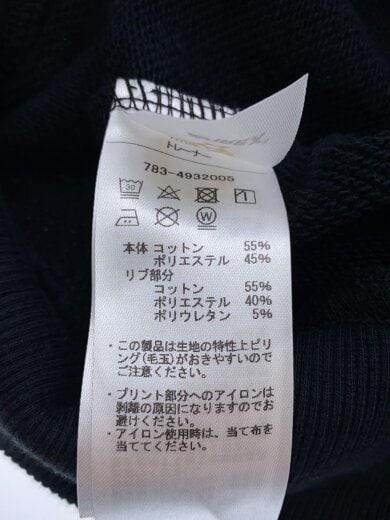 トレーナー
783-4932005
30
本体 コットン 55%
ポリエステル 45%
リブ部分
コットン 55%
ポリエステル 40%
ポリウレタン 5%
・この製品は生地の特性上ピリ
ング(毛玉)がおきやすいので
ご注意ください。
・プリント部分へのアイロンは
剥離の原因になりますのでお
避けください。
・アイロン使用時は、当て布を
当ててください。